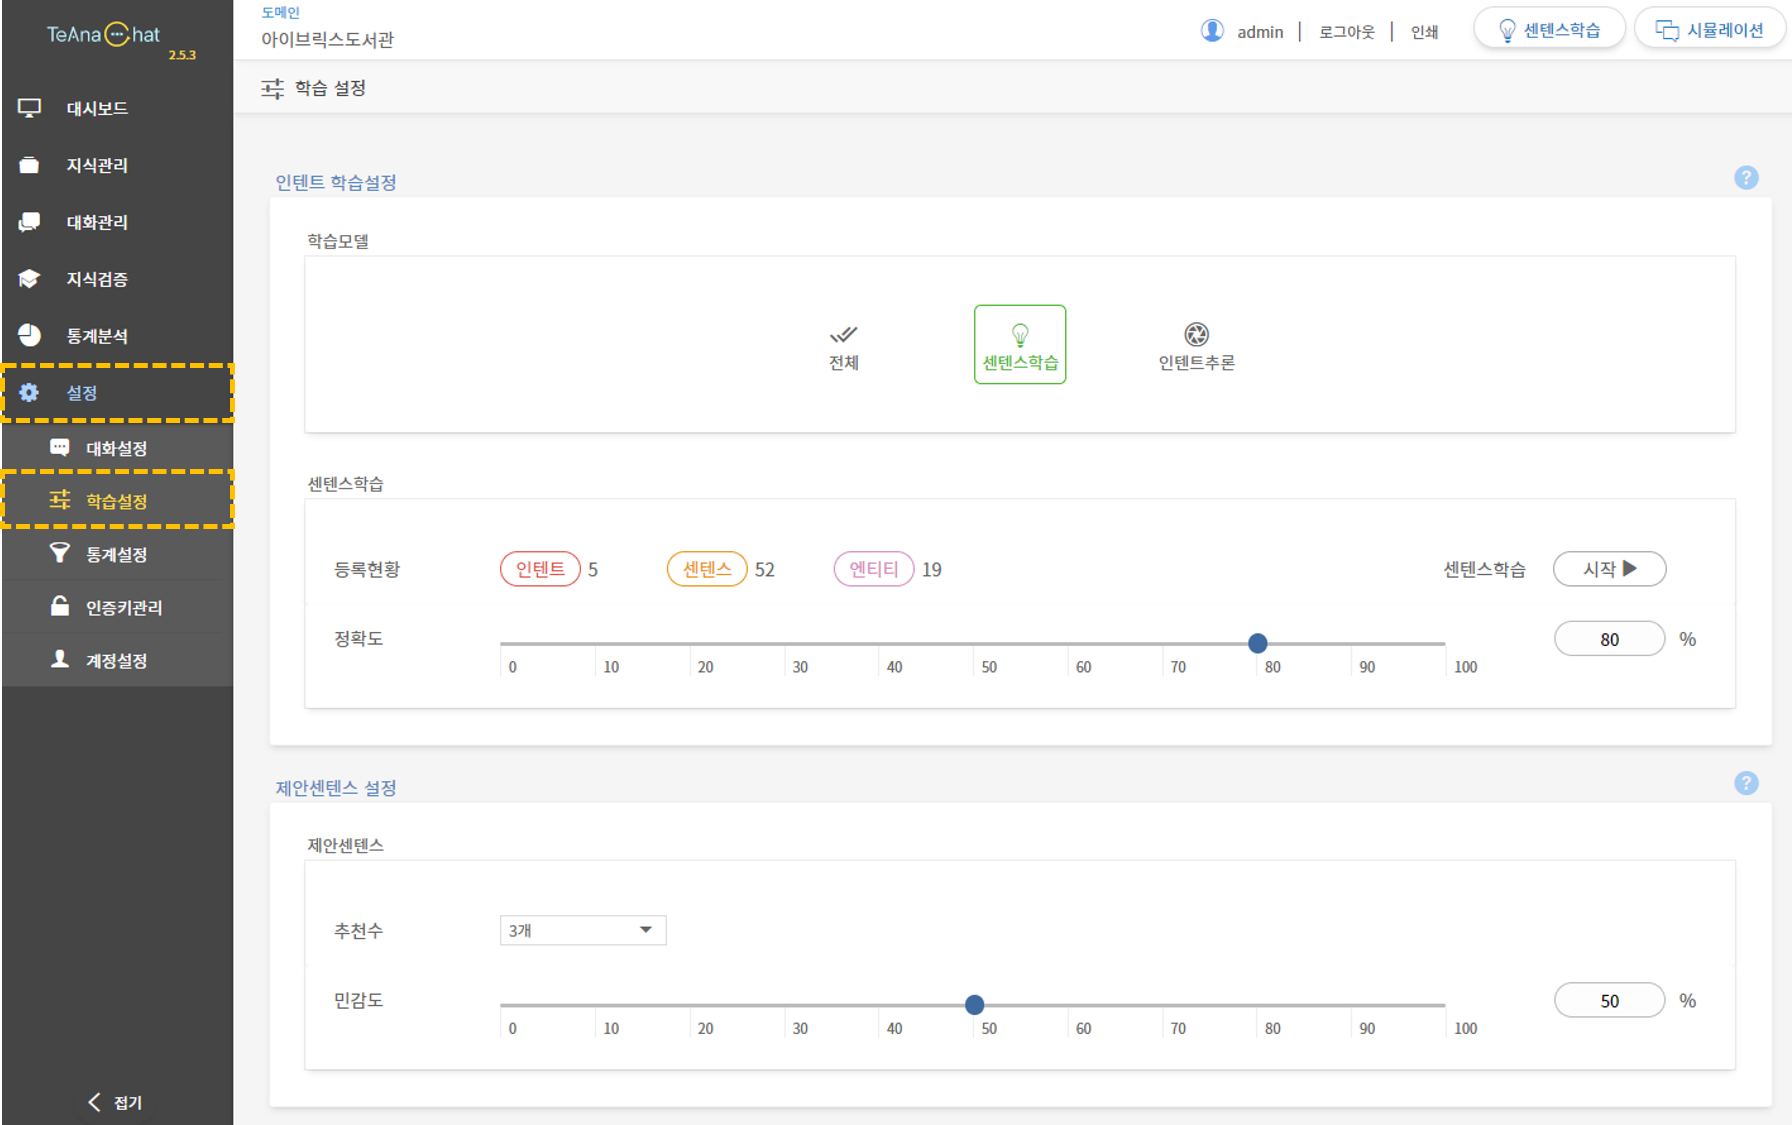 TeAna Chat
2.5.3
대시보드
지식관리
대화관리
지식검증
통계분석
설정
대화설정
학습설정
통계설정
인증키관리
계정설정
접기
도메인
아이브릭스도서관
admin | 로그아웃 | 인쇄
센텐스학습
시뮬레이션
학습 설정
인텐트 학습설정
?
학습모델
전체
센텐스학습
인텐트추론
센텐스학습
등록현황 인텐트 5 센텐스 52 엔티티 19 센텐스학습 시작
정확도 80 %
0 10 20 30 40 50 60 70 80 90 100
제안센텐스 설정
?
제안센텐스
추천수 3개
민감도 50 %
0 10 20 30 40 50 60 70 80 90 100